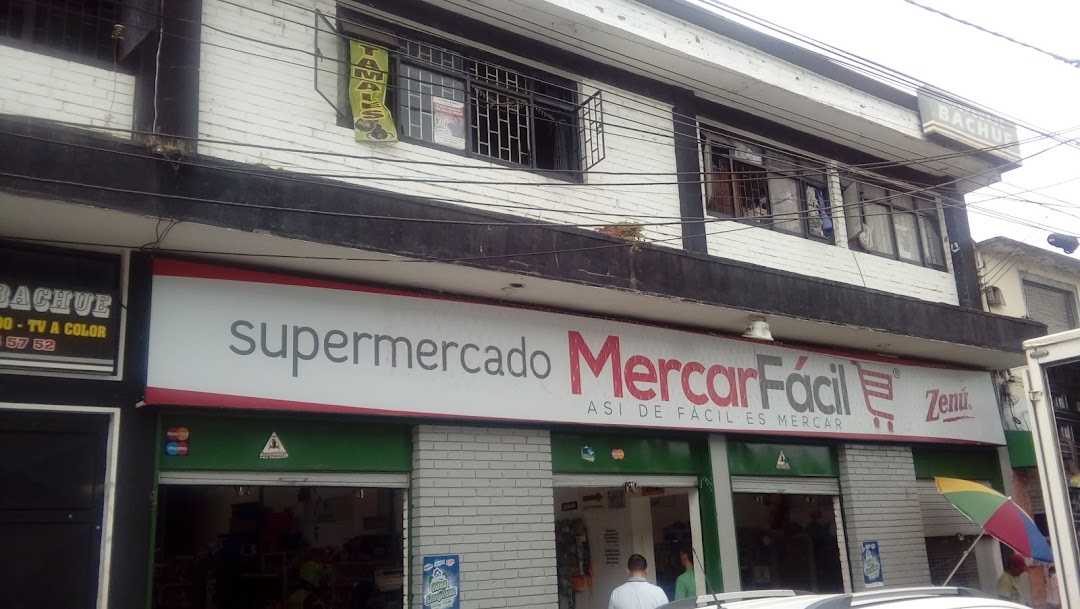 TAMALES
BACHUE
BACHUE
TV A COLOR
57 52
supermercado MercarFácil ®
ASI DE FÁCIL ES MERCAR
Zenú